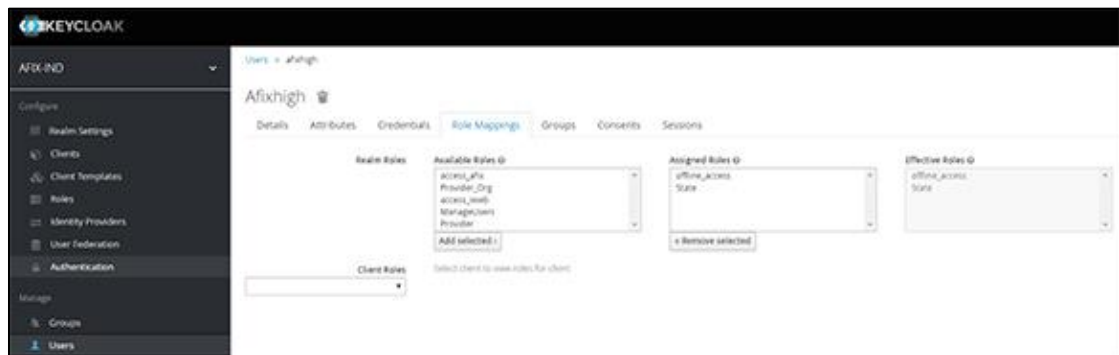 KEYCLOAK
AFIX-IND
Users > afixhigh
Afixhigh
Configure
Realm Settings
Clients
Client Templates
Roles
Identity Providers
User Federation
Authentication
Manage
Groups
Users
Details Attributes Credentials Role Mappings Groups Consents Sessions
Realm Roles
Available Roles
access_afix
Provider_Org
access_iweb
ManageUsers
Provider
Add selected »
Assigned Roles
offline_access
State
« Remove selected
Effective Roles
offline_access
State
Client Roles
Select client to view roles for client